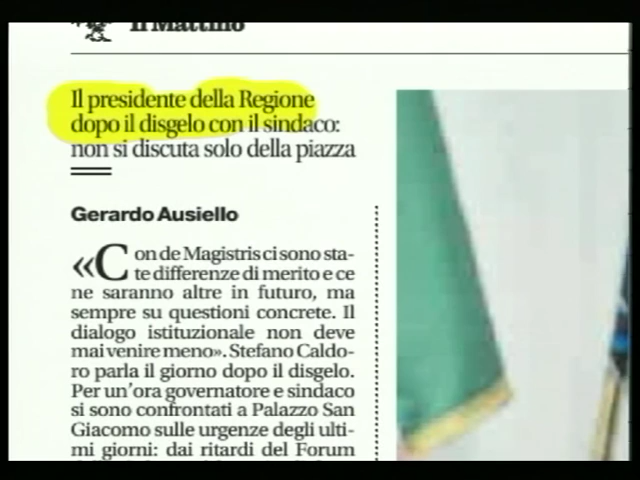 Il Mattino
Il presidente della Regione
dopo il disgelo con il sindaco:
non si discuta solo della piazza
Gerardo Ausiello
«Con de Magistris ci sono sta-
te differenze di merito e ce
ne saranno altre in futuro, ma
sempre su questioni concrete. Il
dialogo istituzionale non deve
mai venire meno». Stefano Caldo-
ro parla il giorno dopo il disgelo.
Per un'ora governatore e sindaco
si sono confrontati a Palazzo San
Giacomo sulle urgenze degli ulti-
mi giorni: dai ritardi del Forum